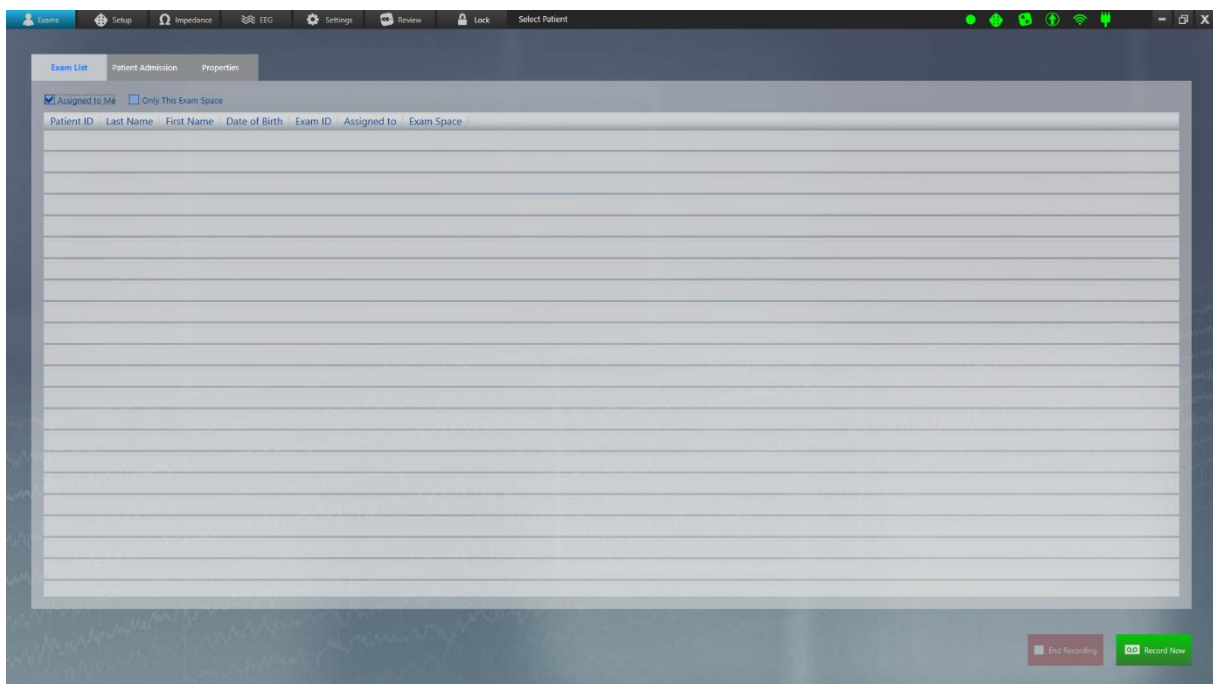 Exams Setup Ω Impedance EEG Settings Review Lock Select Patient
Exam List Patient Admission Properties
Assigned to Me Only This Exam Space
Patient ID Last Name First Name Date of Birth Exam ID Assigned to Exam Space
End Recording Record Now